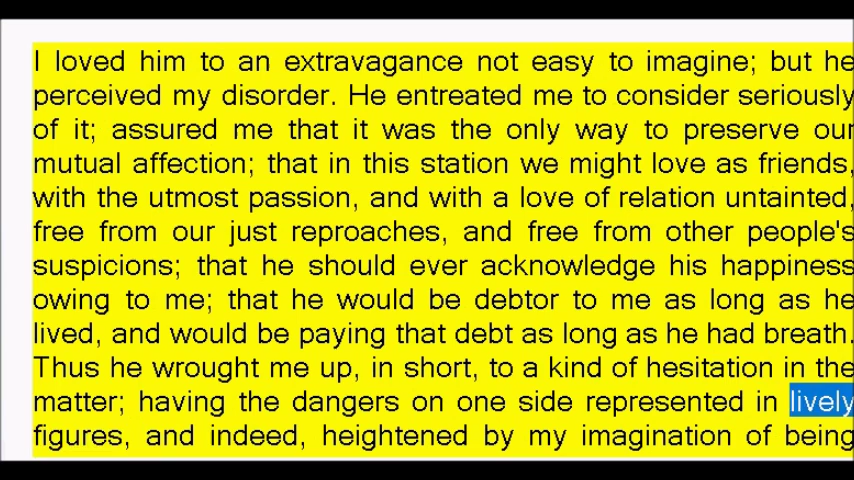 I loved him to an extravagance not easy to imagine; but he
perceived my disorder. He entreated me to consider seriously
of it; assured me that it was the only way to preserve our
mutual affection; that in this station we might love as friends,
with the utmost passion, and with a love of relation untainted,
free from our just reproaches, and free from other people's
suspicions; that he should ever acknowledge his happiness
owing to me; that he would be debtor to me as long as he
lived, and would be paying that debt as long as he had breath.
Thus he wrought me up, in short, to a kind of hesitation in the
matter; having the dangers on one side represented in lively
figures, and indeed, heightened by my imagination of being